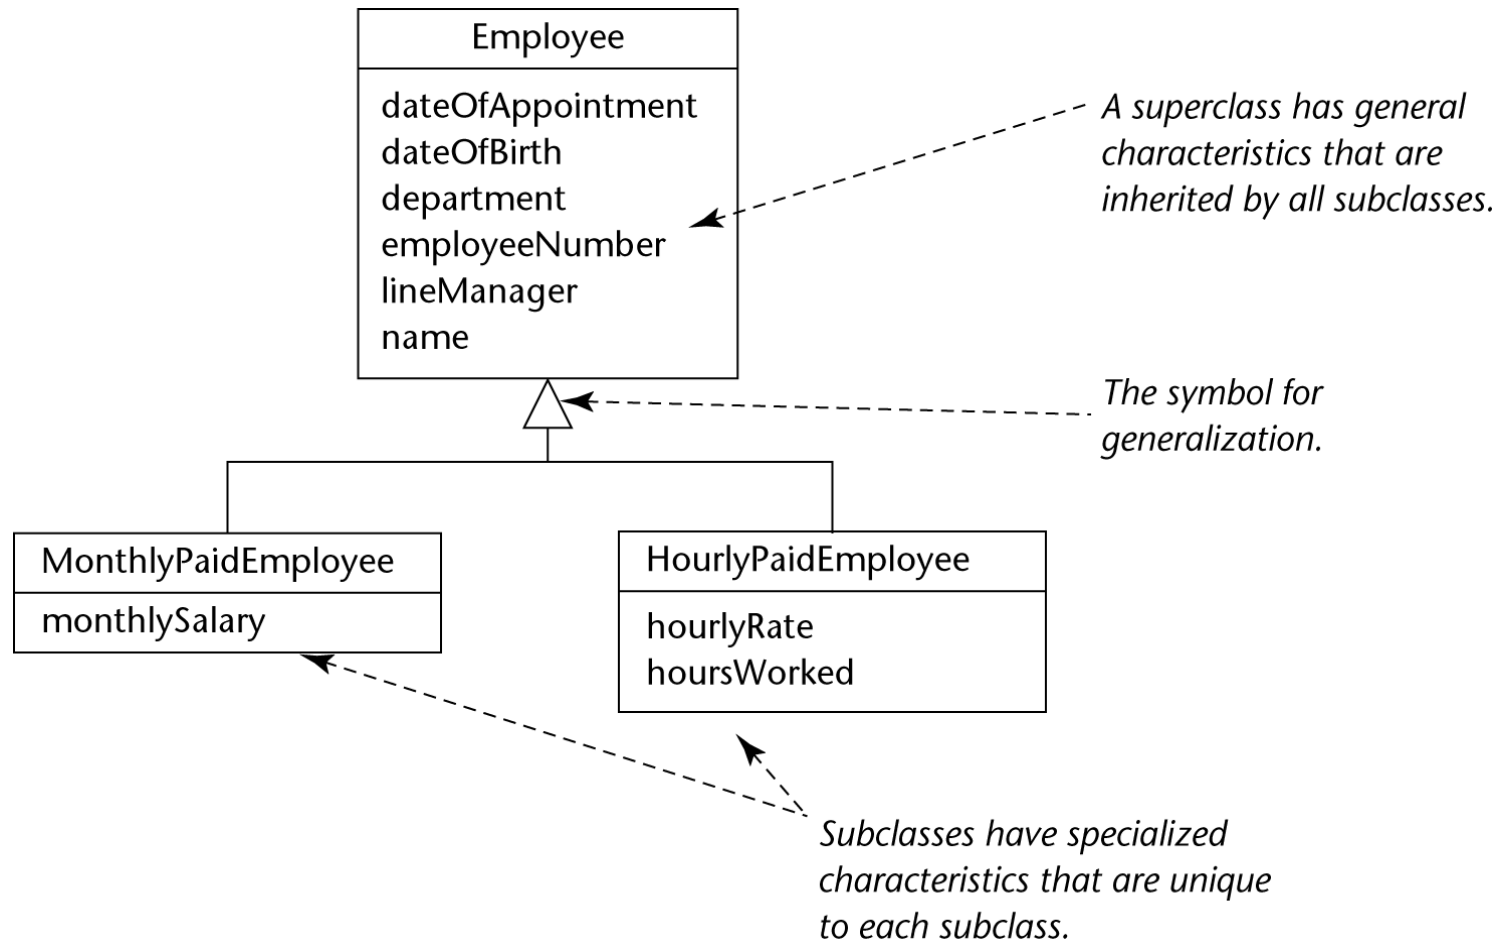 Employee
dateOfAppointment
dateOfBirth
department
employeeNumber
lineManager
name
A superclass has general
characteristics that are
inherited by all subclasses.
The symbol for
generalization.
MonthlyPaidEmployee
monthlySalary
HourlyPaidEmployee
hourlyRate
hoursWorked
Subclasses have specialized
characteristics that are unique
to each subclass.